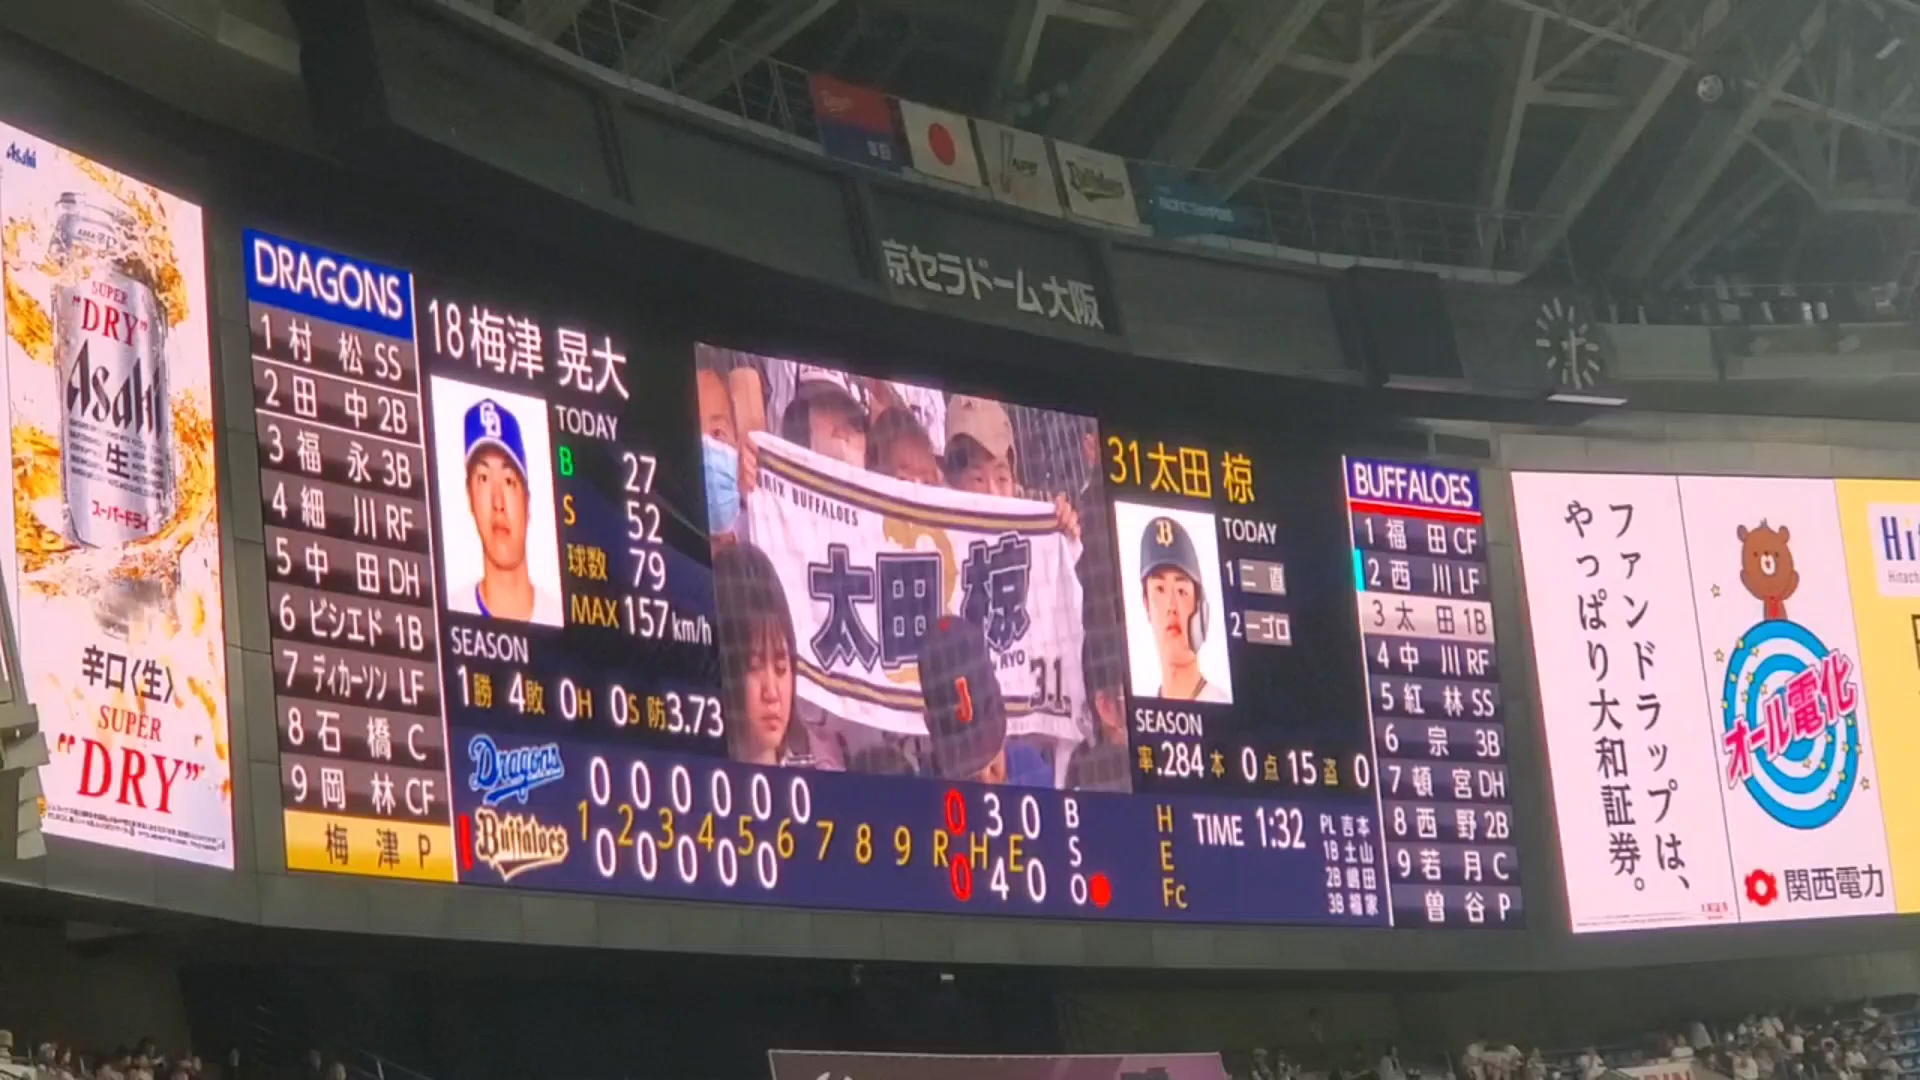 Asahi
SUPER
"DRY"
Asahi
生
スーパードライ
辛口〈生〉
SUPER
"DRY"
京セラドーム大阪
Buffaloes
DRAGONS
1 村 松 SS
2 田 中 2B
3 福 永 3B
4 細 川 RF
5 中 田 DH
6 ビシエド 1B
7 ディカーソン LF
8 石 橋 C
9 岡 林 CF
梅 津 P
18 梅津 晃大
TODAY
B 27
S 52
球数 79
MAX 157km/h
SEASON
1勝 4敗 0H 0S 防3.73
BUFFALOES
太田 椋
RYO
31
31 太田 椋
TODAY
1 二 直
2 一ゴロ
SEASON
率.284 本 0 点 15 盗 0
BUFFALOES
1 福 田 CF
2 西 川 LF
3 太 田 1B
4 中 川 RF
5 紅 林 SS
6 宗 3B
7 頓 宮 DH
8 西 野 2B
9 若 月 C
曽 谷 P
Dragons 0 0 0 0 0 0 0 3 0
1 2 3 4 5 6 7 8 9 R H E
Buffaloes 0 0 0 0 0 0 4 0
B
S
O
H
E
Fc
TIME 1:32
PL 吉本
1B 土山
2B 嶋田
3B 福家
ファンドラップは、
やっぱり大和証券。
オール電化
関西電力